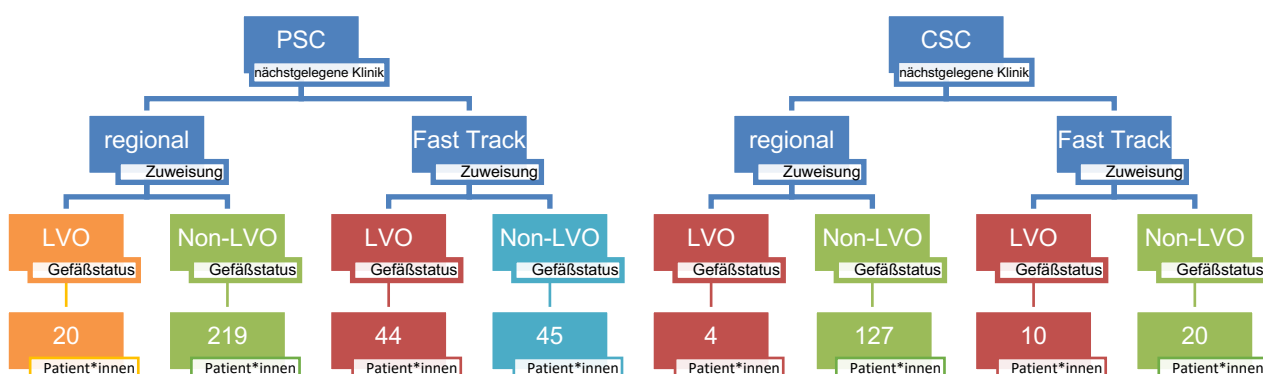 PSC
nächstgelegene Klinik
CSC
nächstgelegene Klinik
regional
Zuweisung
Fast Track
Zuweisung
regional
Zuweisung
Fast Track
Zuweisung
LVO
Gefäßstatus
Non-LVO
Gefäßstatus
LVO
Gefäßstatus
Non-LVO
Gefäßstatus
LVO
Gefäßstatus
Non-LVO
Gefäßstatus
LVO
Gefäßstatus
Non-LVO
Gefäßstatus
20
Patient*innen
219
Patient*innen
44
Patient*innen
45
Patient*innen
4
Patient*innen
127
Patient*innen
10
Patient*innen
20
Patient*innen